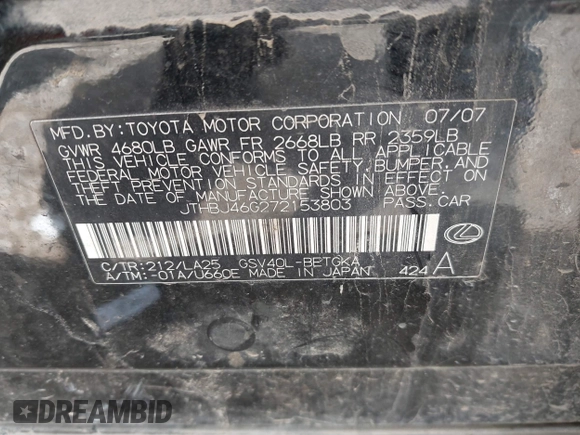 MFD. BY: TOYOTA MOTOR CORPORATION 07/07
GVWR 4680LB GAWR FR 2668LB RR 2359LB
THIS VEHICLE CONFORMS TO ALL APPLICABLE
FEDERAL MOTOR VEHICLE SAFETY, BUMPER, AND
THEFT PREVENTION STANDARDS IN EFFECT ON
THE DATE OF MANUFACTURE SHOWN ABOVE.
JTHBJ46G272153803 PASS.CAR
C/TR:212/LA25 GSV40L-BETGKA
A/TM:-01A/U660E MADE IN JAPAN 424 A
DREAMBID